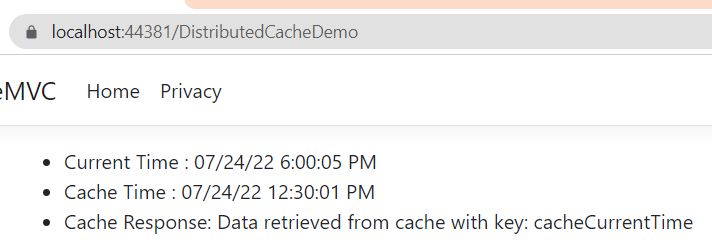 localhost:44381/DistributedCacheDemo
eMVC Home Privacy
Current Time : 07/24/22 6:00:05 PM
Cache Time : 07/24/22 12:30:01 PM
Cache Response: Data retrieved from cache with key: cacheCurrentTime